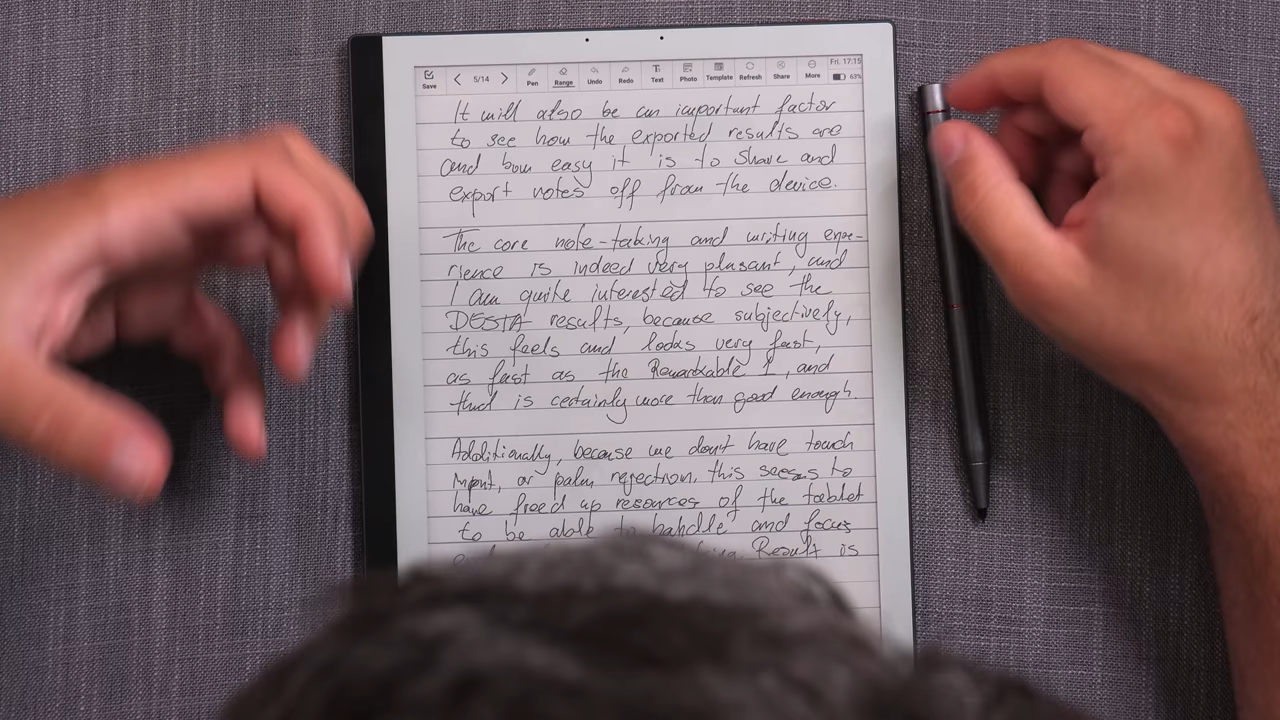 Save < 5/14 > Pen Range Undo Redo Text Photo Template Refresh Share More Fri. 17:15 63%
It will also be an important factor
to see how the exported results are
and how easy it is to share and
export notes off from the device.
The core note-taking and writing expe-
rience is indeed very plasant, and
I am quite interested to see the
DESTA results, because subjectively,
this feels and looks very fast,
as fast as the Remarkable 1, and
that is certainly more than good enough.
Additionally, because we don't have touch
input, or palm rejection, this seems to
have freed up resources of the tablet
to be able to handle and focus
Result is